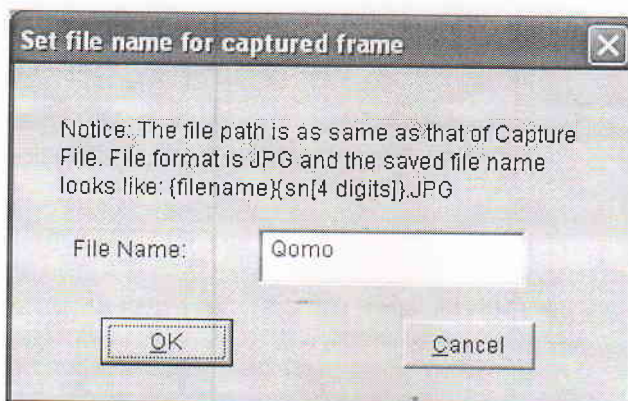 Set file name for captured frame
Notice: The file path is as same as that of Capture
File. File format is JPG and the saved file name
looks like: {filename}{sn[4 digits]}.JPG
File Name:
Qomo
OK
Cancel